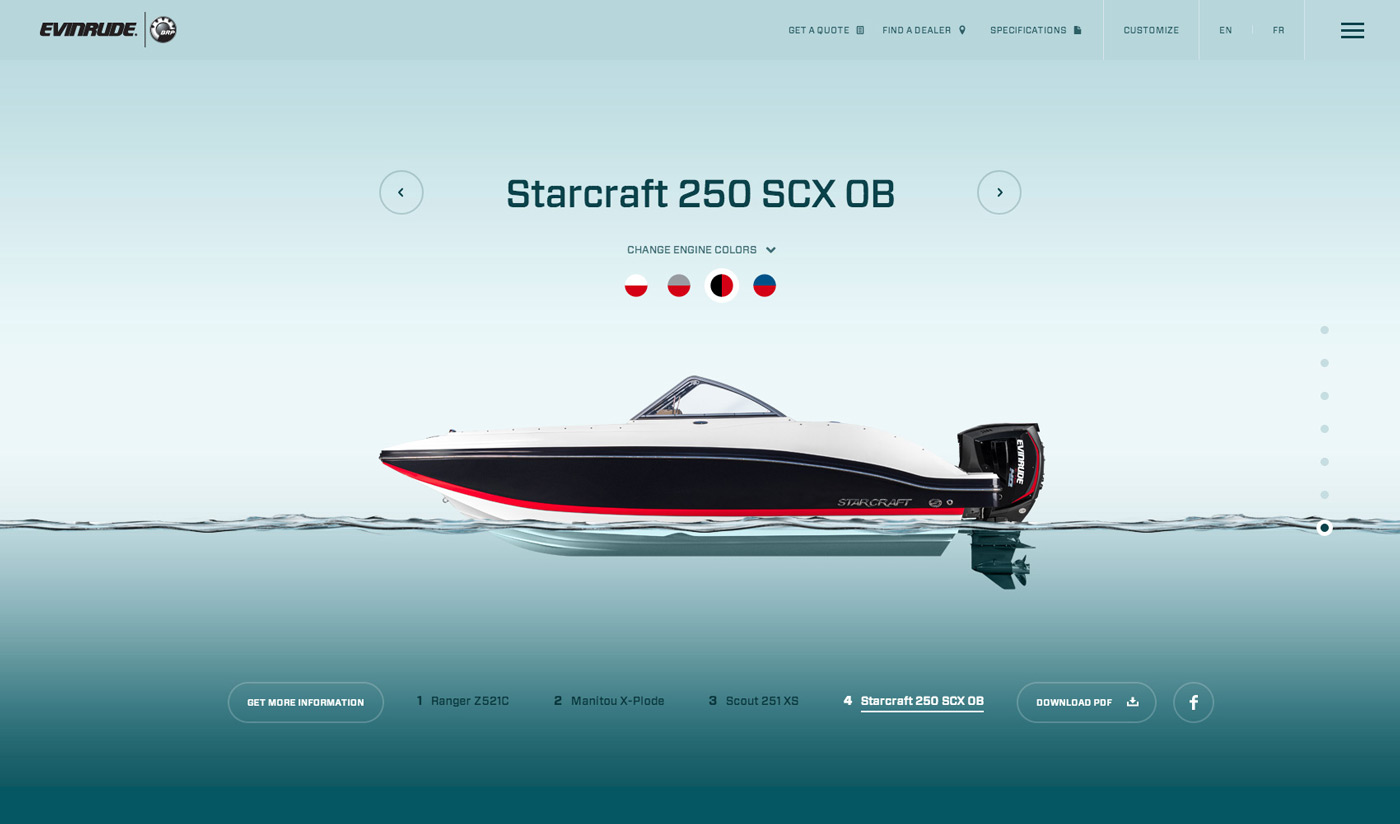 EVINRUDE
BRP
GET A QUOTE
FIND A DEALER
SPECIFICATIONS
CUSTOMIZE
EN
FR
Starcraft 250 SCX OB
CHANGE ENGINE COLORS
EVINRUDE
STARCRAFT
GET MORE INFORMATION
1 Ranger Z521C
2 Manitou X-Plode
3 Scout 251 XS
4 Starcraft 250 SCX OB
DOWNLOAD PDF
f